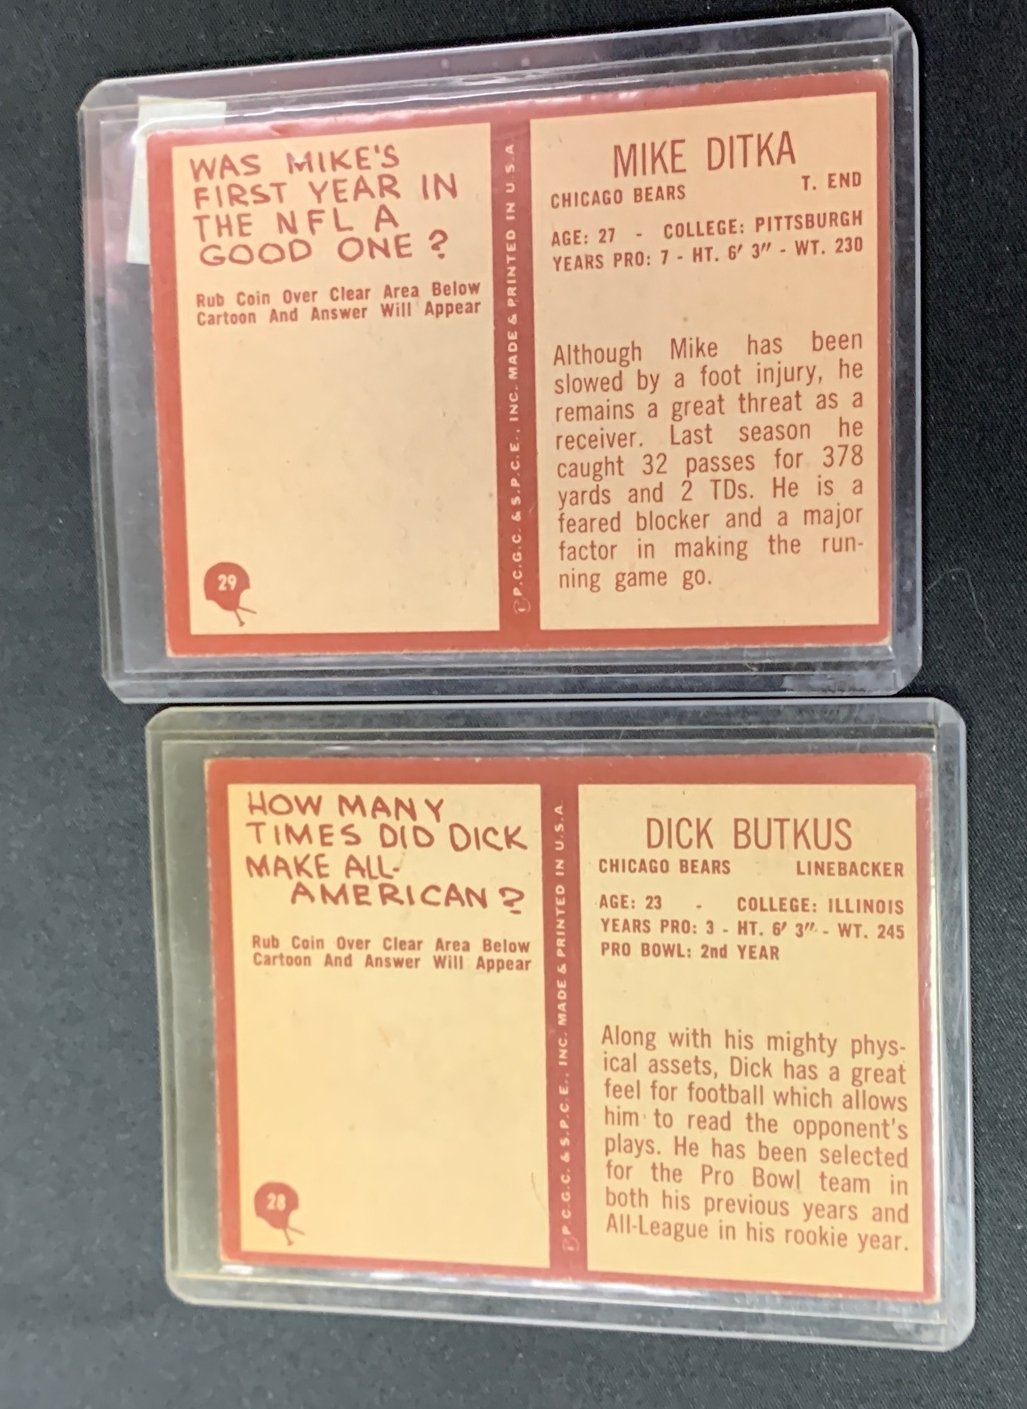 WAS MIKE'S
FIRST YEAR IN
THE NFL A
GOOD ONE?
Rub Coin Over Clear Area Below
Cartoon And Answer Will Appear
29
©P.C.G.C. & S.P.C.E., INC. MADE & PRINTED IN U.S.A.
MIKE DITKA
CHICAGO BEARS T. END
AGE: 27 - COLLEGE: PITTSBURGH
YEARS PRO: 7 - HT. 6' 3" - WT. 230
Although Mike has been
slowed by a foot injury, he
remains a great threat as a
receiver. Last season he
caught 32 passes for 378
yards and 2 TDs. He is a
feared blocker and a major
factor in making the run-
ning game go.
HOW MANY
TIMES DID DICK
MAKE ALL-
AMERICAN?
Rub Coin Over Clear Area Below
Cartoon And Answer Will Appear
28
©P.C.G.C. & S.P.C.E., INC. MADE & PRINTED IN U.S.A
DICK BUTKUS
CHICAGO BEARS LINEBACKER
AGE: 23 - COLLEGE: ILLINOIS
YEARS PRO: 3 - HT. 6' 3" - WT. 245
PRO BOWL: 2nd YEAR
Along with his mighty phys-
ical assets, Dick has a great
feel for football which allows
him to read the opponent's
plays. He has been selected
for the Pro Bowl team in
both his previous years and
All-League in his rookie year.